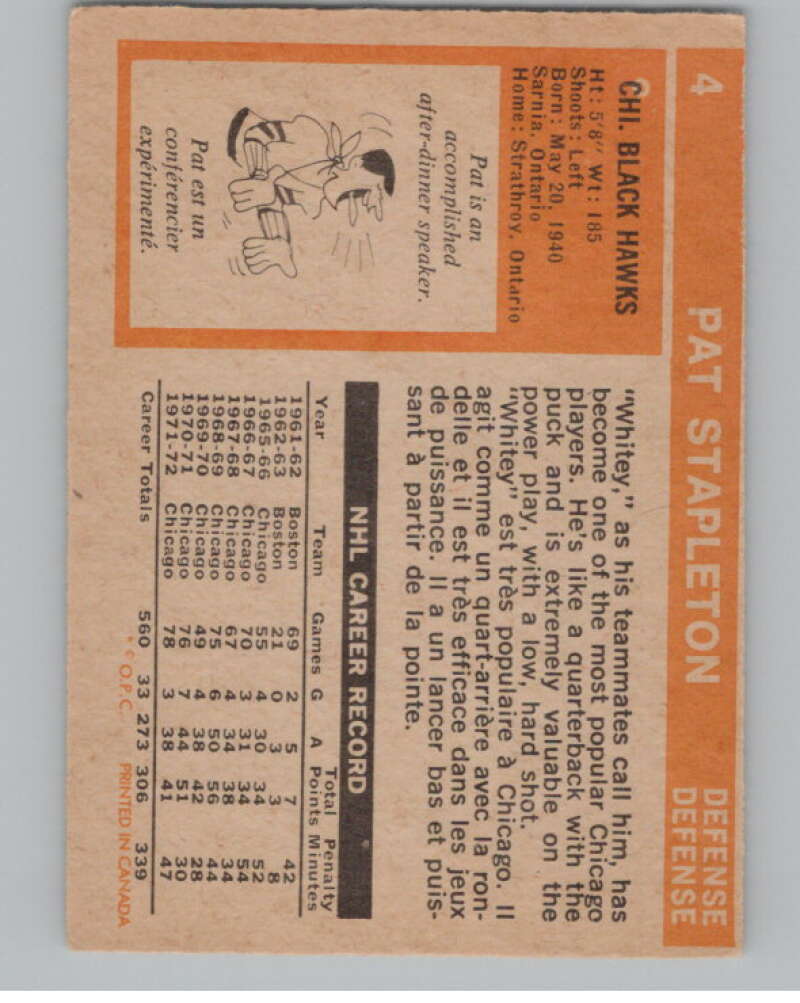 4 PAT STAPLETON DEFENSE
DEFENSE
CHI. BLACK HAWKS
Ht: 5'8" Wt: 185
Shoots: Left
Born: May 20, 1940
Sarnia, Ontario
Home: Strathroy, Ontario
Pat is an
accomplished
after-dinner speaker.
Pat est un
conférencier
expérimenté.
"Whitey," as his teammates call him, has
become one of the most popular Chicago
players. He's like a quarterback with the
puck and is extremely valuable on the
power play, with a low, hard shot.
"Whitey" est très populaire à Chicago. Il
agit comme un quart-arrière avec la ron-
delle et il est très efficace dans les jeux
de puissance. Il a un lancer bas et puis-
sant à partir de la pointe.
NHL CAREER RECORD
Total Penalty
Year Team Games G A Points Minutes
1961-62 Boston 69 2 5 7 42
1962-63 Boston 21 0 3 3 8
1965-66 Chicago 55 4 30 34 52
1966-67 Chicago 70 3 31 34 54
1967-68 Chicago 67 4 34 38 34
1968-69 Chicago 75 6 50 56 44
1969-70 Chicago 49 4 38 42 28
1970-71 Chicago 76 7 44 51 30
1971-72 Chicago 78 3 38 41 47
Career Totals 560 33 273 306 339
* © O.P.C. PRINTED IN CANADA